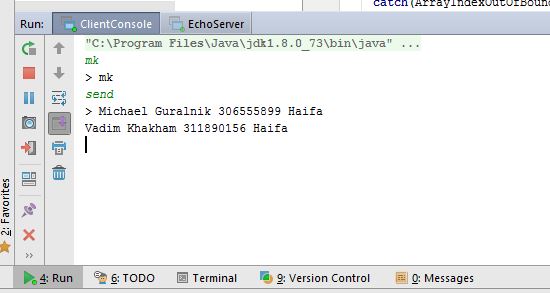 catch(ArrayIndexOutOfBoun
Run: ClientConsole EchoServer
"C:\Program Files\Java\jdk1.8.0_73\bin\java" ...
mk
> mk
send
> Michael Guralnik 306555899 Haifa
Vadim Khakham 311890156 Haifa
2: Favorites
4: Run 6: TODO Terminal 9: Version Control 0: Messages